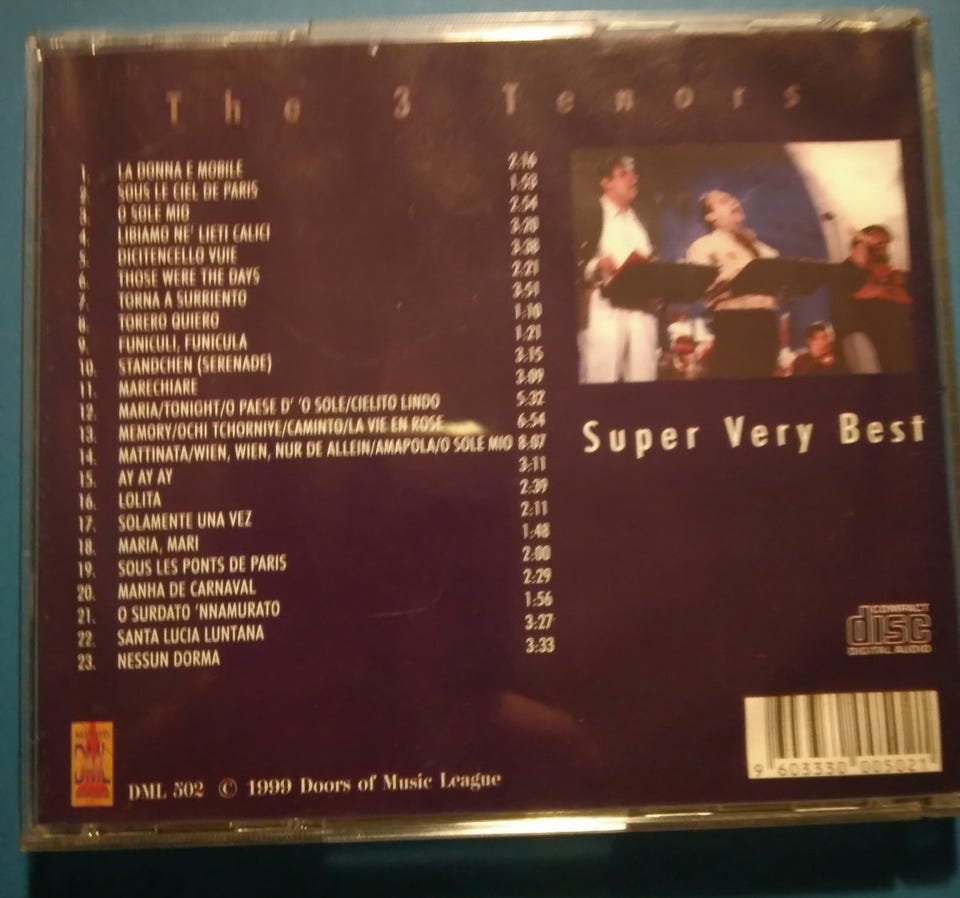 The 3 Tenors
1. LA DONNA E MOBILE 2:16
2. SOUS LE CIEL DE PARIS 1:53
3. O SOLE MIO 2:54
4. LIBIAMO NE' LIETI CALICI 3:20
5. DICITENCELLO VUIE 3:38
6. THOSE WERE THE DAYS 2:21
7. TORNA A SURRIENTO 3:51
8. TORERO QUIERO 1:10
9. FUNICULI, FUNICULA 1:21
10. STANDCHEN (SERENADE) 3:15
11. MARECHIARE 3:09
12. MARIA/TONIGHT/O PAESE D' 'O SOLE/CIELITO LINDO 5:32
13. MEMORY/OCHI TCHORNIYE/CAMINTO/LA VIE EN ROSE 6:54
14. MATTINATA/WIEN, WIEN, NUR DE ALLEIN/AMAPOLA/O SOLE MIO 8:07
15. AY AY AY 3:11
16. LOLITA 2:39
17. SOLAMENTE UNA VEZ 2:11
18. MARIA, MARI 1:48
19. SOUS LES PONTS DE PARIS 2:00
20. MANHA DE CARNAVAL 2:29
21. O SURDATO 'NNAMURATO 1:56
22. SANTA LUCIA LUNTANA 3:27
23. NESSUN DORMA 3:33
Super Very Best
COMPACT
disc
DIGITAL AUDIO
DML
DML 502 © 1999 Doors of Music League
9 603330 005021